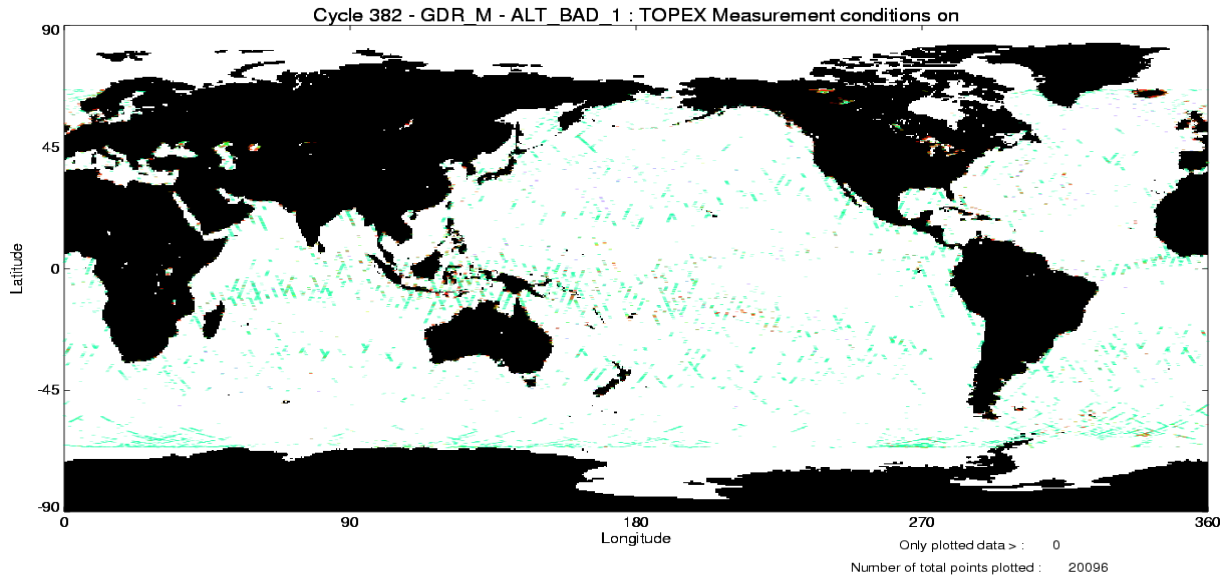 Cycle 382 - GDR_M - ALT_BAD_1 : TOPEX Measurement conditions on
90
45
0
-45
-90
Latitude
0 90 180 270 360
Longitude
Only plotted data > : 0
Number of total points plotted : 20096